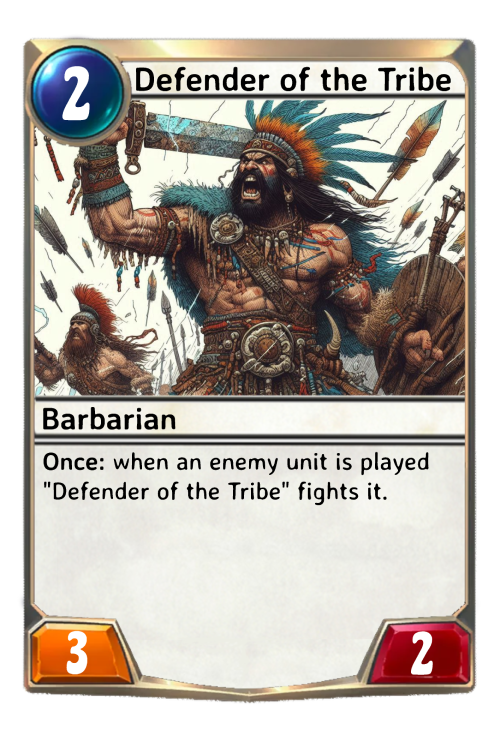 2
Defender of the Tribe
Barbarian
Once: when an enemy unit is played
"Defender of the Tribe" fights it.
3
2